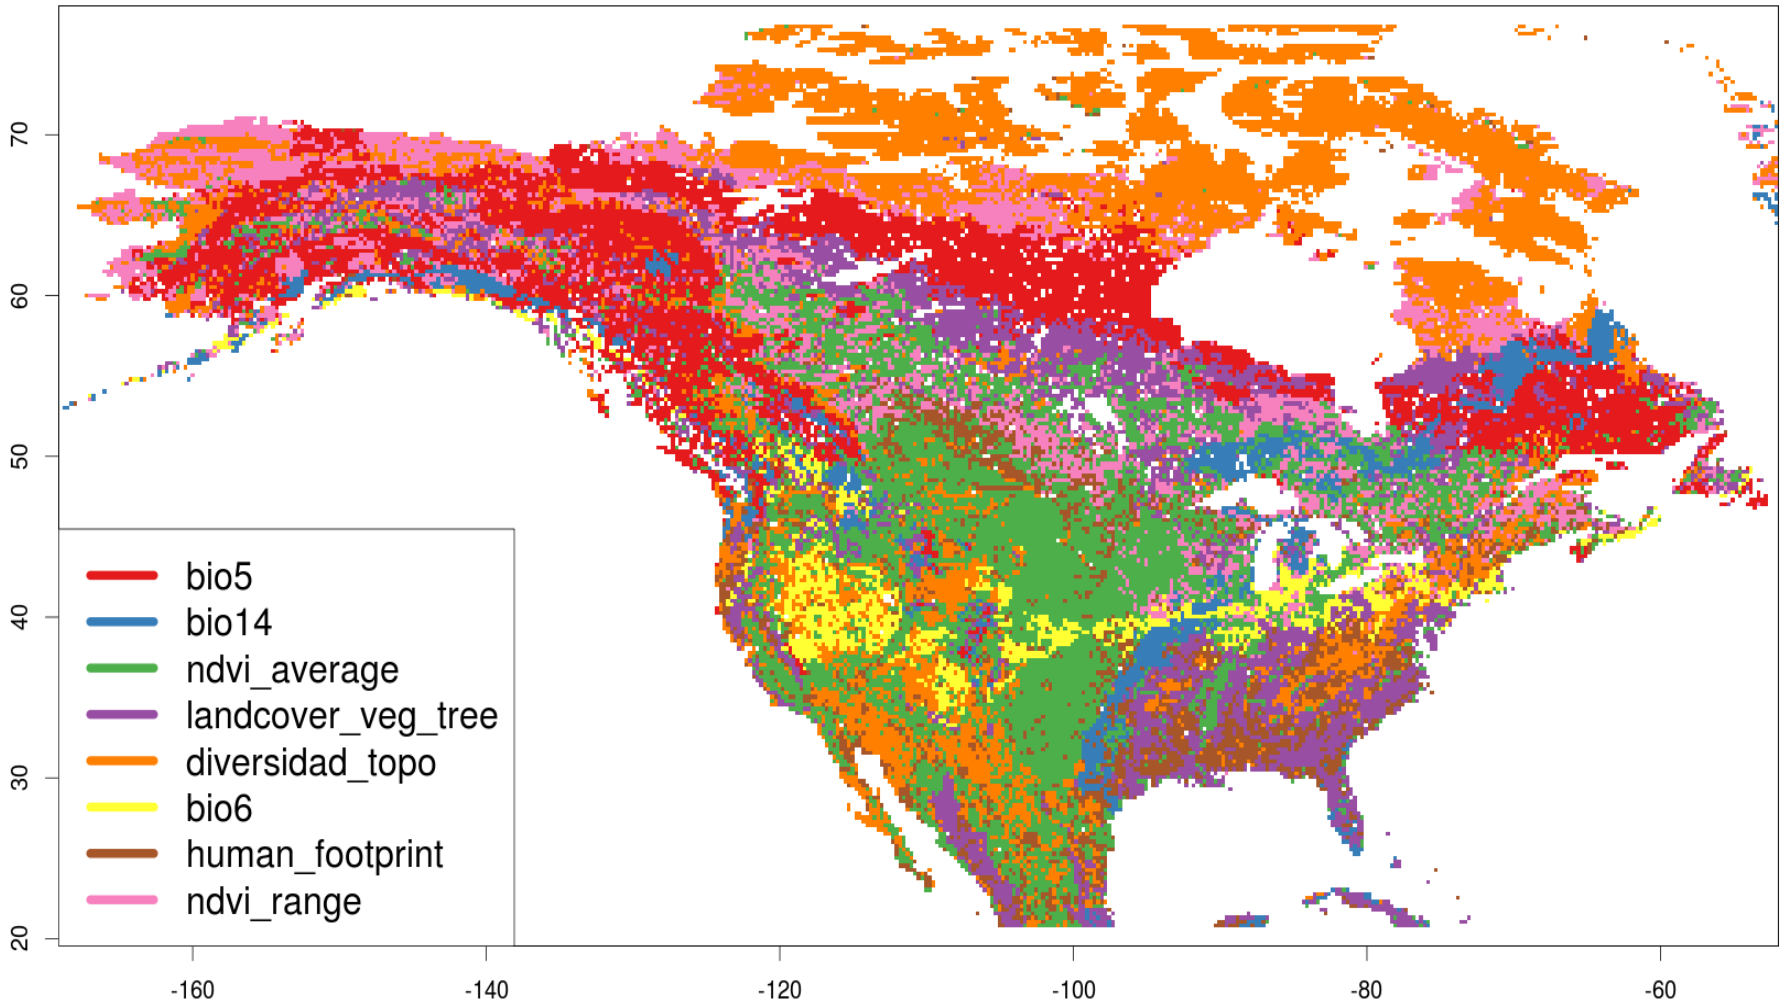 70
60
50
40
30
20
bio5
bio14
ndvi_average
landcover_veg_tree
diversidad_topo
bio6
human_footprint
ndvi_range
-160 -140 -120 -100 -80 -60